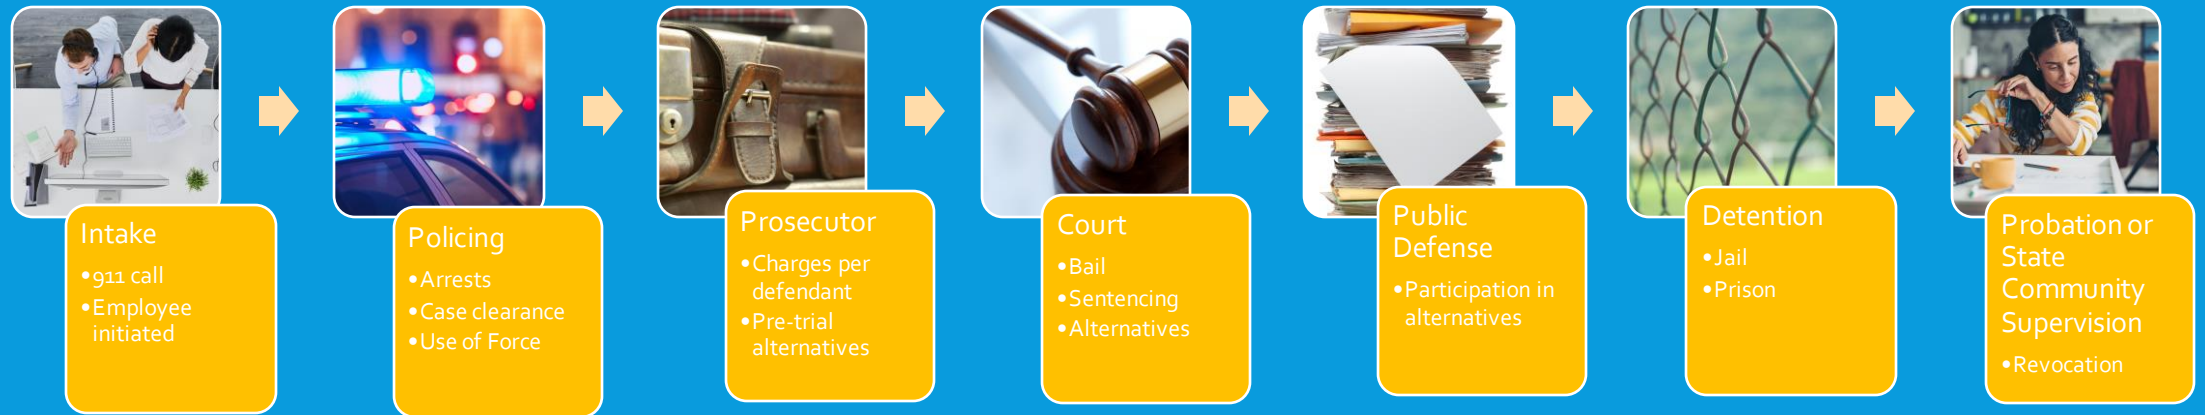 Intake
•911 call
•Employee
initiated
Policing
•Arrests
•Case clearance
•Use of Force
Prosecutor
•Charges per
defendant
•Pre-trial
alternatives
Court
•Bail
•Sentencing
•Alternatives
Public
Defense
•Participation in
alternatives
Detention
•Jail
•Prison
Probation or
State
Community
Supervision
•Revocation